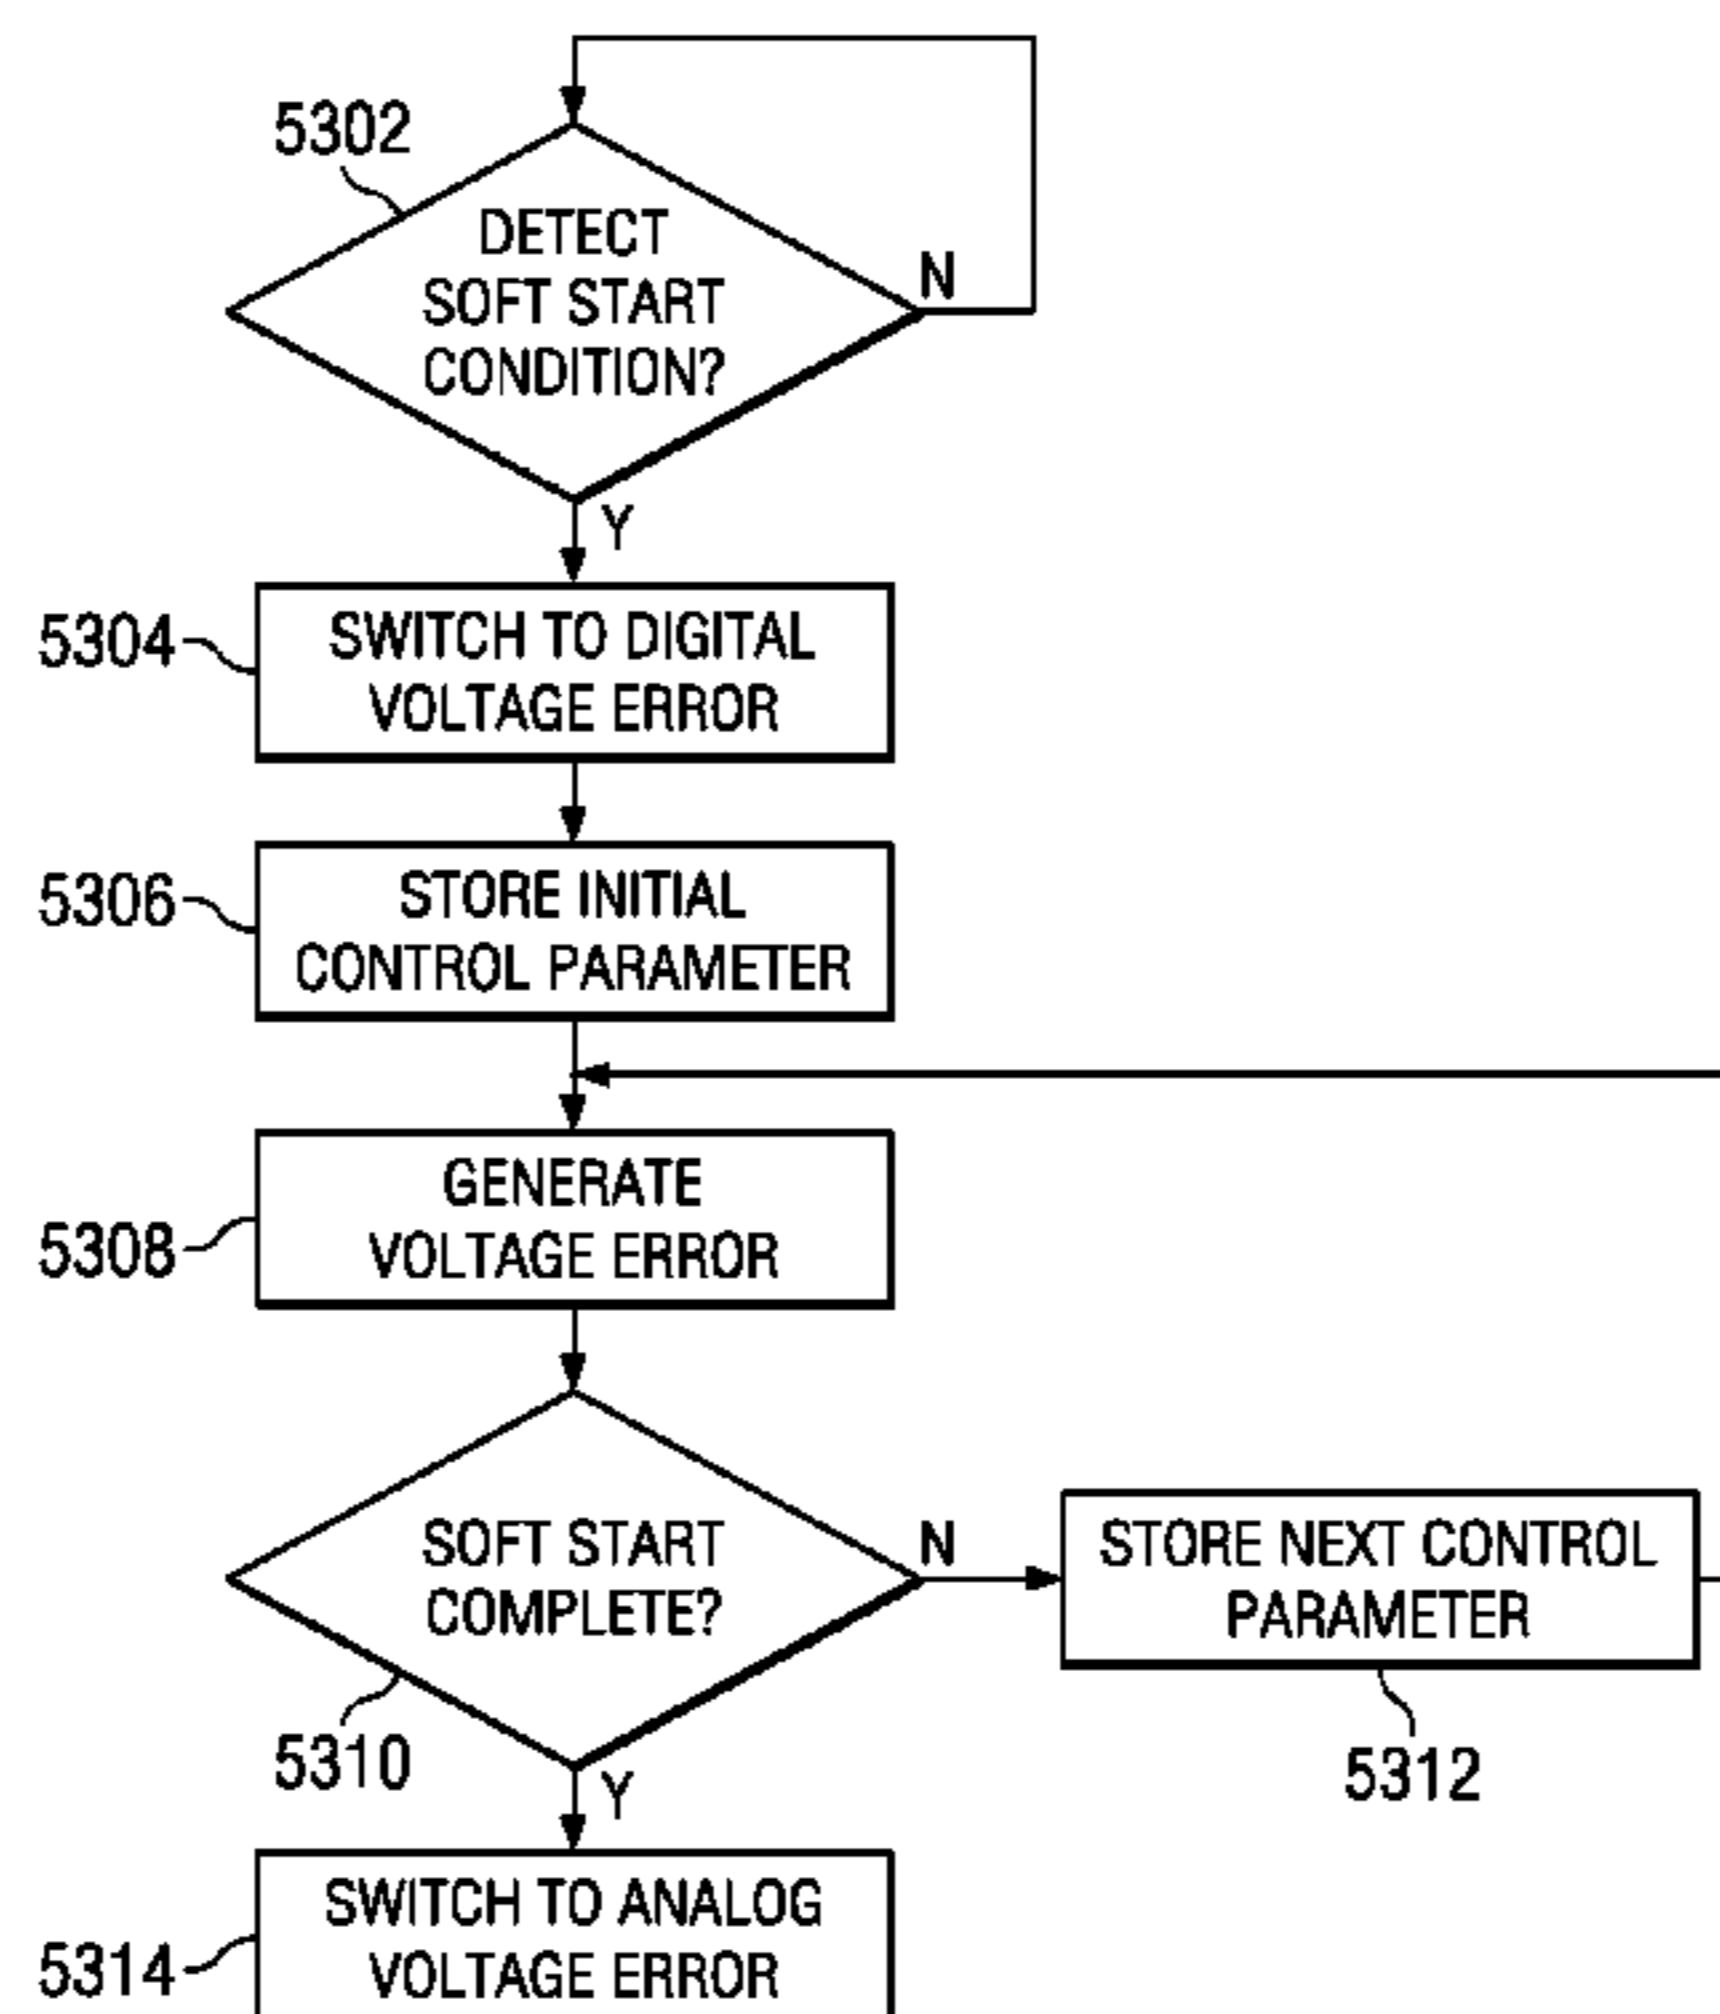 5302
DETECT
SOFT START
CONDITION?
N
Y
5304
SWITCH TO DIGITAL
VOLTAGE ERROR
5306
STORE INITIAL
CONTROL PARAMETER
5308
GENERATE
VOLTAGE ERROR
SOFT START
COMPLETE?
N
5310
Y
STORE NEXT CONTROL
PARAMETER
5312
5314
SWITCH TO ANALOG
VOLTAGE ERROR